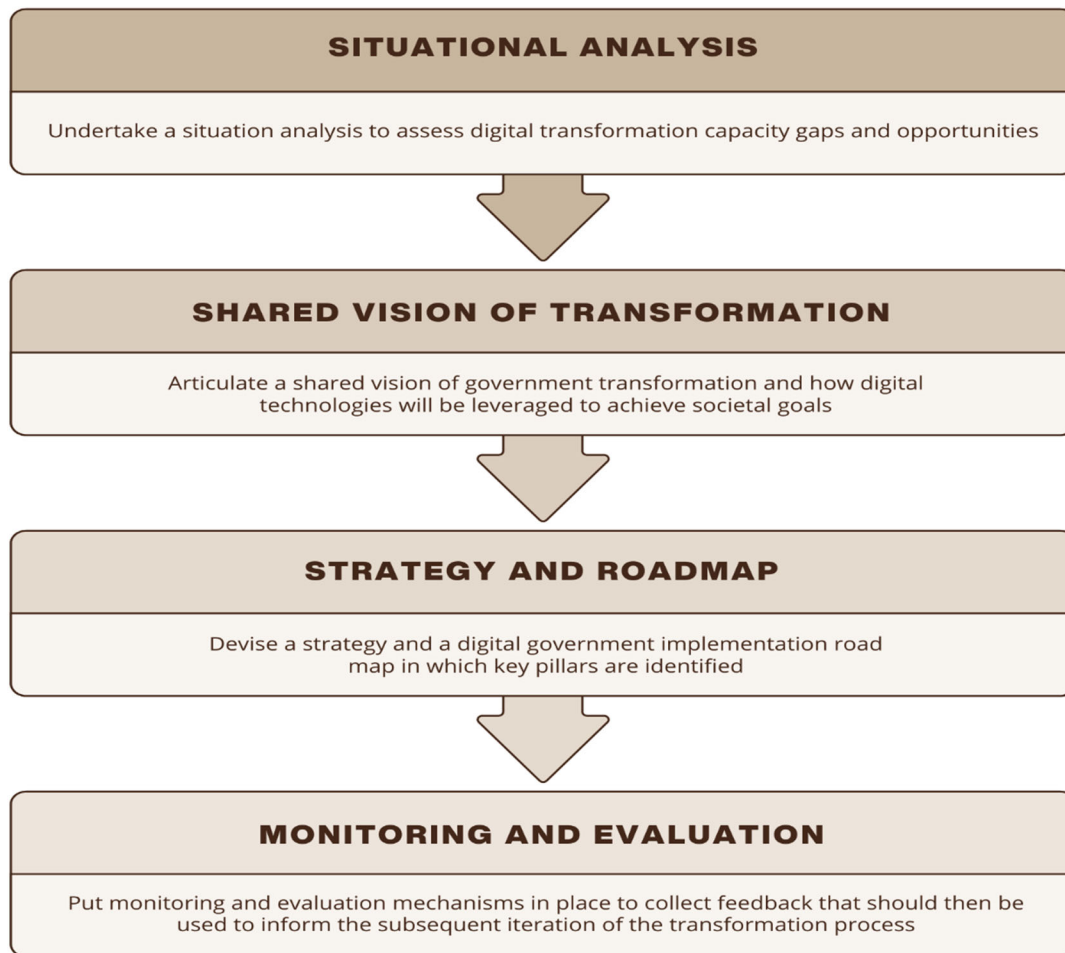 SITUATIONAL ANALYSIS
Undertake a situation analysis to assess digital transformation capacity gaps and opportunities
SHARED VISION OF TRANSFORMATION
Articulate a shared vision of government transformation and how digital
technologies will be leveraged to achieve societal goals
STRATEGY AND ROADMAP
Devise a strategy and a digital government implementation road
map in which key pillars are identified
MONITORING AND EVALUATION
Put monitoring and evaluation mechanisms in place to collect feedback that should then be
used to inform the subsequent iteration of the transformation process